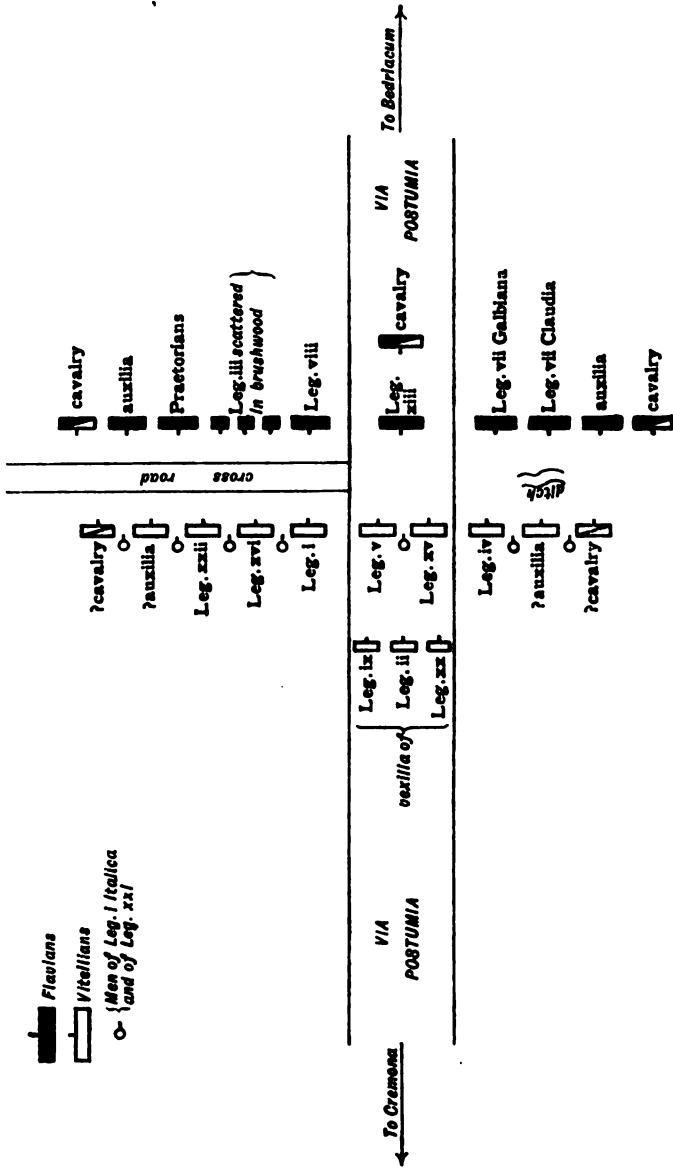 Flavians
Vitellians
Men of Leg. I Italica
and of Leg. xxi
cavalry
auxilia
Praetorians
Leg. iii scattered
in brushwood
Leg. viii
cross road
?cavalry
?auxilia
Leg. xxii
Leg. xvi
Leg. i
To Cremona
VIA
POSTUMIA
vexilla of
Leg. ix
Leg. ii
Leg. xx
Leg. v
Leg. xv
Leg.
xiii
cavalry
VIA
POSTUMIA
To Bedriacum
Leg. iv
?auxilia
?cavalry
ditch
Leg. vii Galbiana
Leg. vii Claudia
auxilia
cavalry